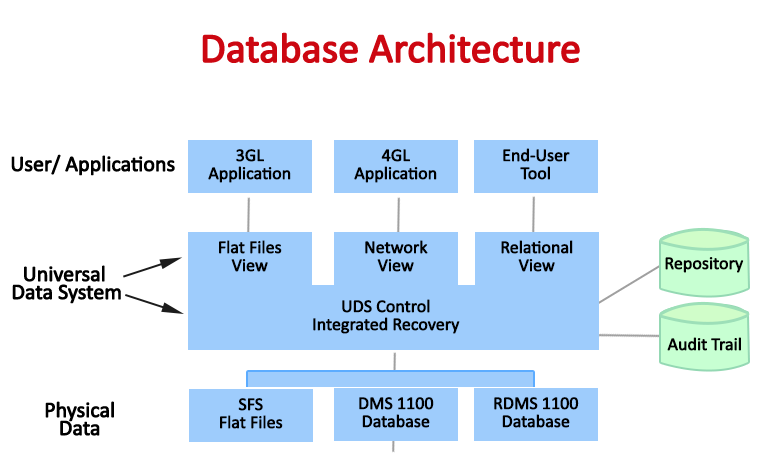 Database Architecture
User/ Applications
3GL
Application
4GL
Application
End-User
Tool
Universal
Data System
Flat Files
View
Network
View
Relational
View
UDS Control
Integrated Recovery
Repository
Audit Trail
Physical
Data
SFS
Flat Files
DMS 1100
Database
RDMS 1100
Database